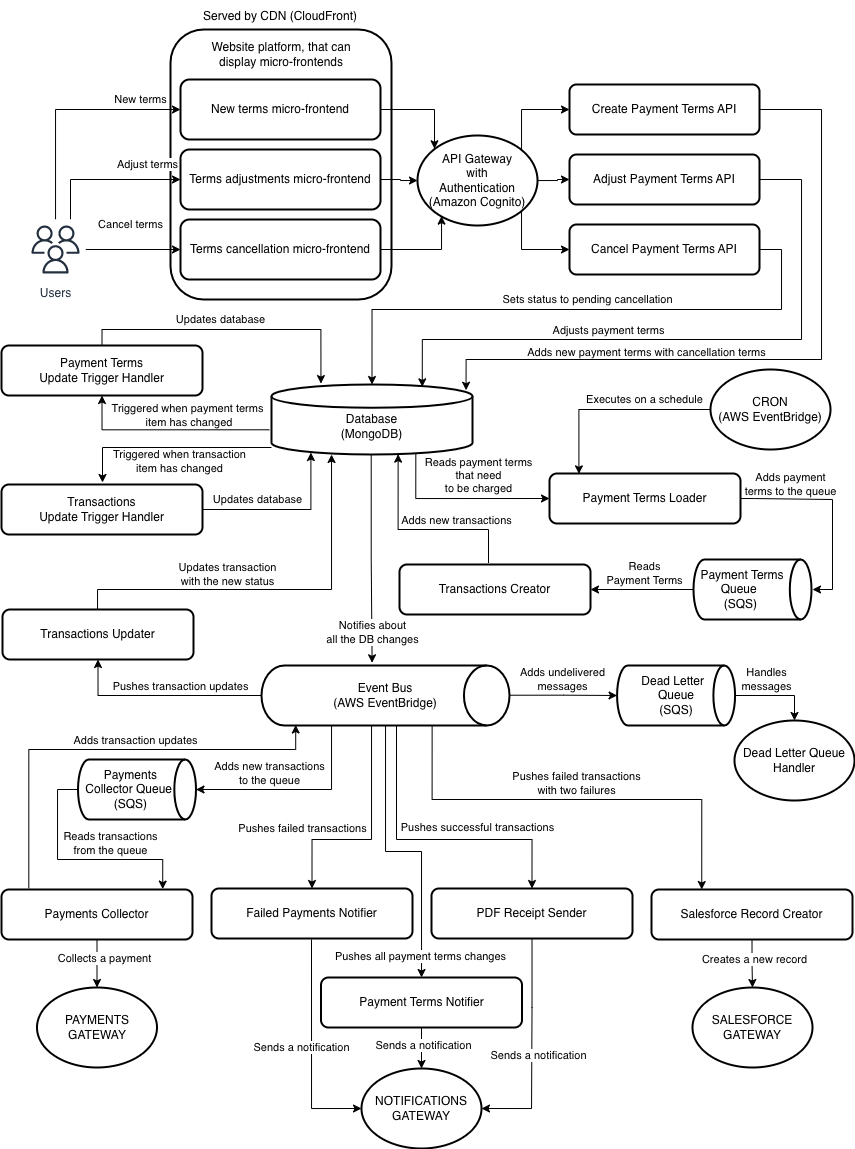 Served by CDN (CloudFront)
Website platform, that can
display micro-frontends
New terms
New terms micro-frontend
Create Payment Terms API
API Gateway
with
Authentication
(Amazon Cognito)
Adjust terms
Terms adjustments micro-frontend
Adjust Payment Terms API
Cancel terms
Terms cancellation micro-frontend
Cancel Payment Terms API
Users
Sets status to pending cancellation
Updates database
Adjusts payment terms
Adds new payment terms with cancellation terms
Payment Terms
Update Trigger Handler
Triggered when payment terms
item has changed
Database
(MongoDB)
Executes on a schedule
CRON
(AWS EventBridge)
Triggered when transaction
item has changed
Reads payment terms
that need
to be charged
Adds payment
terms to the queue
Transactions
Update Trigger Handler
Updates database
Payment Terms Loader
Adds new transactions
Updates transaction
with the new status
Transactions Creator
Reads
Payment Terms
Payment Terms
Queue
(SQS)
Transactions Updater
Notifies about
all the DB changes
Pushes transaction updates
Event Bus
(AWS EventBridge)
Adds undelivered
messages
Dead Letter
Queue
(SQS)
Handles
messages
Adds transaction updates
Dead Letter Queue
Handler
Payments
Collector Queue
(SQS)
Adds new transactions
to the queue
Pushes failed transactions
with two failures
Reads transactions
from the queue
Pushes failed transactions
Pushes successful transactions
Payments Collector
Failed Payments Notifier
PDF Receipt Sender
Salesforce Record Creator
Collects a payment
Pushes all payment terms changes
Creates a new record
Payment Terms Notifier
PAYMENTS
GATEWAY
SALESFORCE
GATEWAY
Sends a notification
Sends a notification
Sends a notification
NOTIFICATIONS
GATEWAY